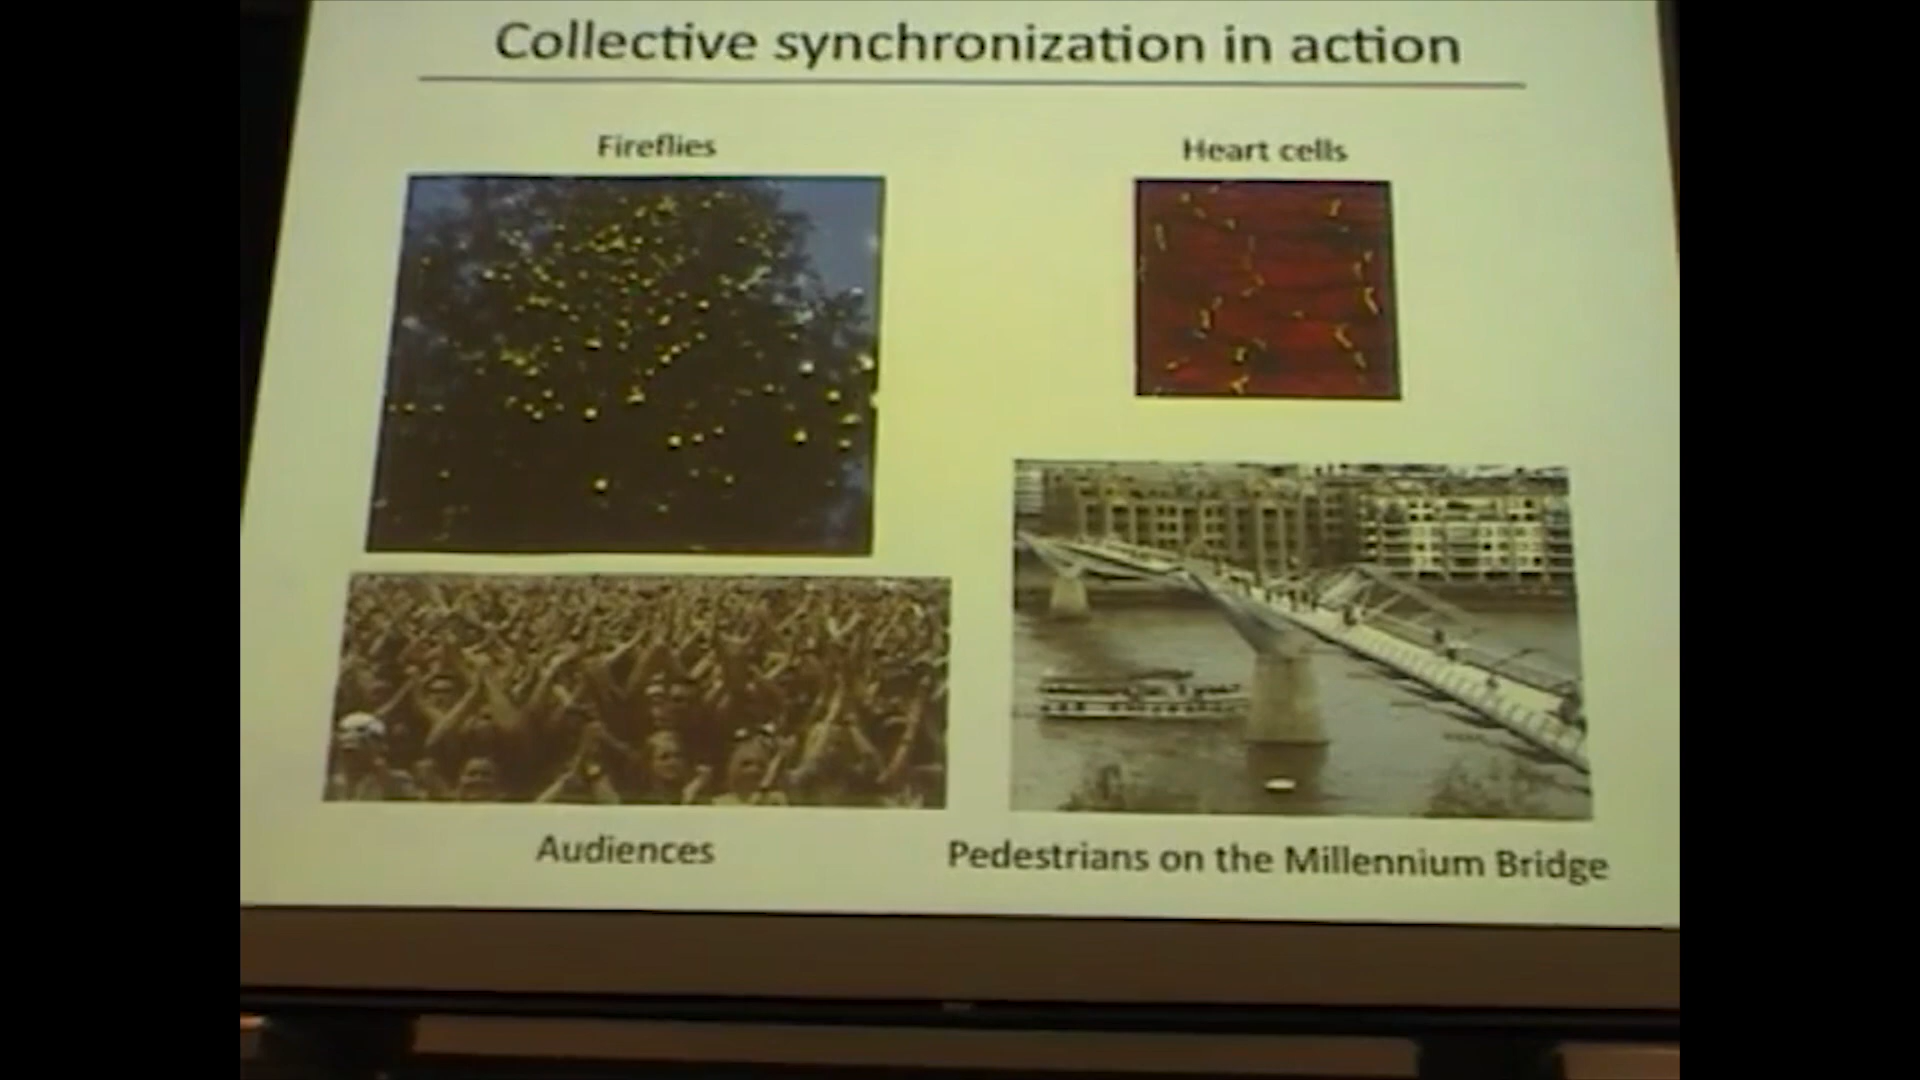 Collective synchronization in action
Fireflies
Heart cells
Audiences
Pedestrians on the Millennium Bridge